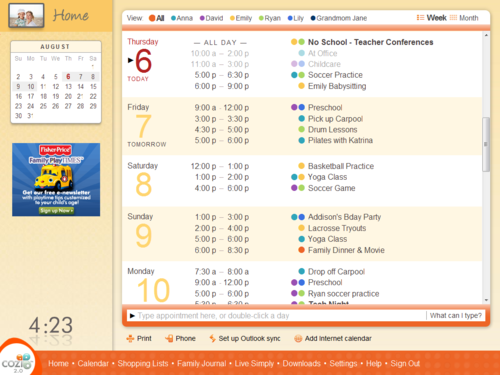 Home
View All Anna David Emily Ryan Lily Grandmom Jane Week Month
AUGUST
Su M Tu W Th F Sa
1
2 3 4 5 6 7 8
9 10 11 12 13 14 15
16 17 18 19 20 21 22
23 24 25 26 27 28 29
30 31
Fisher-Price
Family PlayTIMES
Get our free e-newsletter
with playtime tips customized
to your child's age!
Sign up Now >
4:23
Thursday
6
TODAY
— ALL DAY — No School - Teacher Conferences
10:00 a – 2:00 p At Office
11:00 a – 3:00 p Childcare
5:00 p – 6:30 p Soccer Practice
6:00 p – 9:00 p Emily Babysitting
Friday
7
TOMORROW
9:00 a - 12:00 p Preschool
3:00 p – 3:30 p Pick up Carpool
4:30 p – 5:00 p Drum Lessons
5:00 p – 6:00 p Pilates with Katrina
Saturday
8
12:00 p – 1:00 p Basketball Practice
1:00 p – 2:00 p Yoga Class
4:00 p – 6:00 p Soccer Game
Sunday
9
1:00 p – 3:00 p Addison's Bday Party
2:00 p – 4:00 p Lacrosse Tryouts
5:00 p – 6:00 p Yoga Class
6:00 p – 8:30 p Family Dinner & Movie
Monday
10
7:30 a – 8:00 a Drop off Carpool
9:00 a - 12:00 p Preschool
5:00 p – 6:00 p Ryan soccer practice
5:30 p – 6:30 p Tech Night
Type appointment here, or double-click a day What can I type?
Print Phone Set up Outlook sync Add Internet calendar
COZI 2.0
Home • Calendar • Shopping Lists • Family Journal • Live Simply • Downloads • Settings • Help • Sign Out